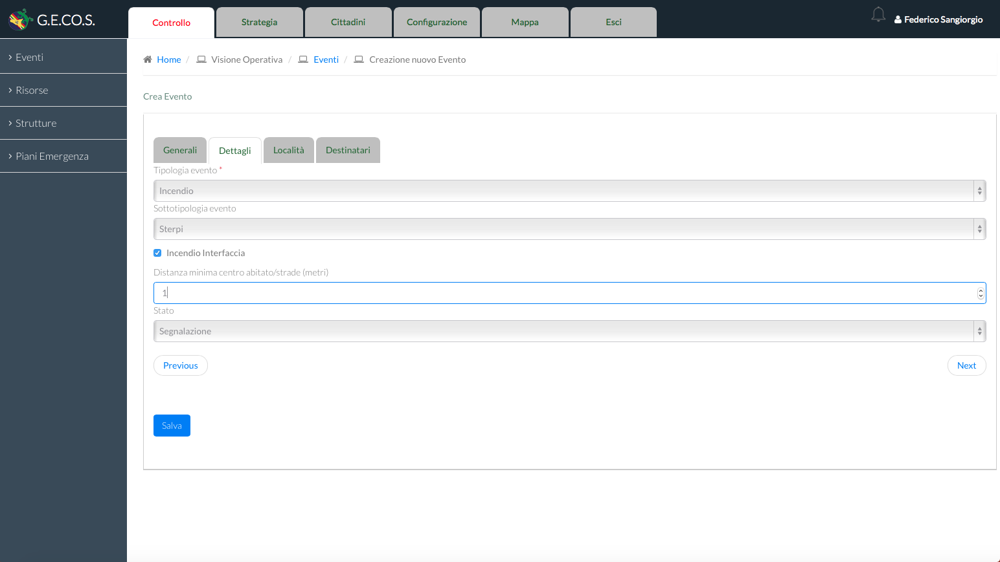 G.E.CO.S.
Controllo
Strategia
Cittadini
Configurazione
Mappa
Esci
Federico Sangiorgio
Eventi
Risorse
Strutture
Piani Emergenza
Home / Visione Operativa / Eventi / Creazione nuovo Evento
Crea Evento
Generali
Dettagli
Località
Destinatari
Tipologia evento *
Incendio
Sottotipologia evento
Sterpi
Incendio Interfaccia
Distanza minima centro abitato/strade (metri)
1
Stato
Segnalazione
Previous
Next
Salva